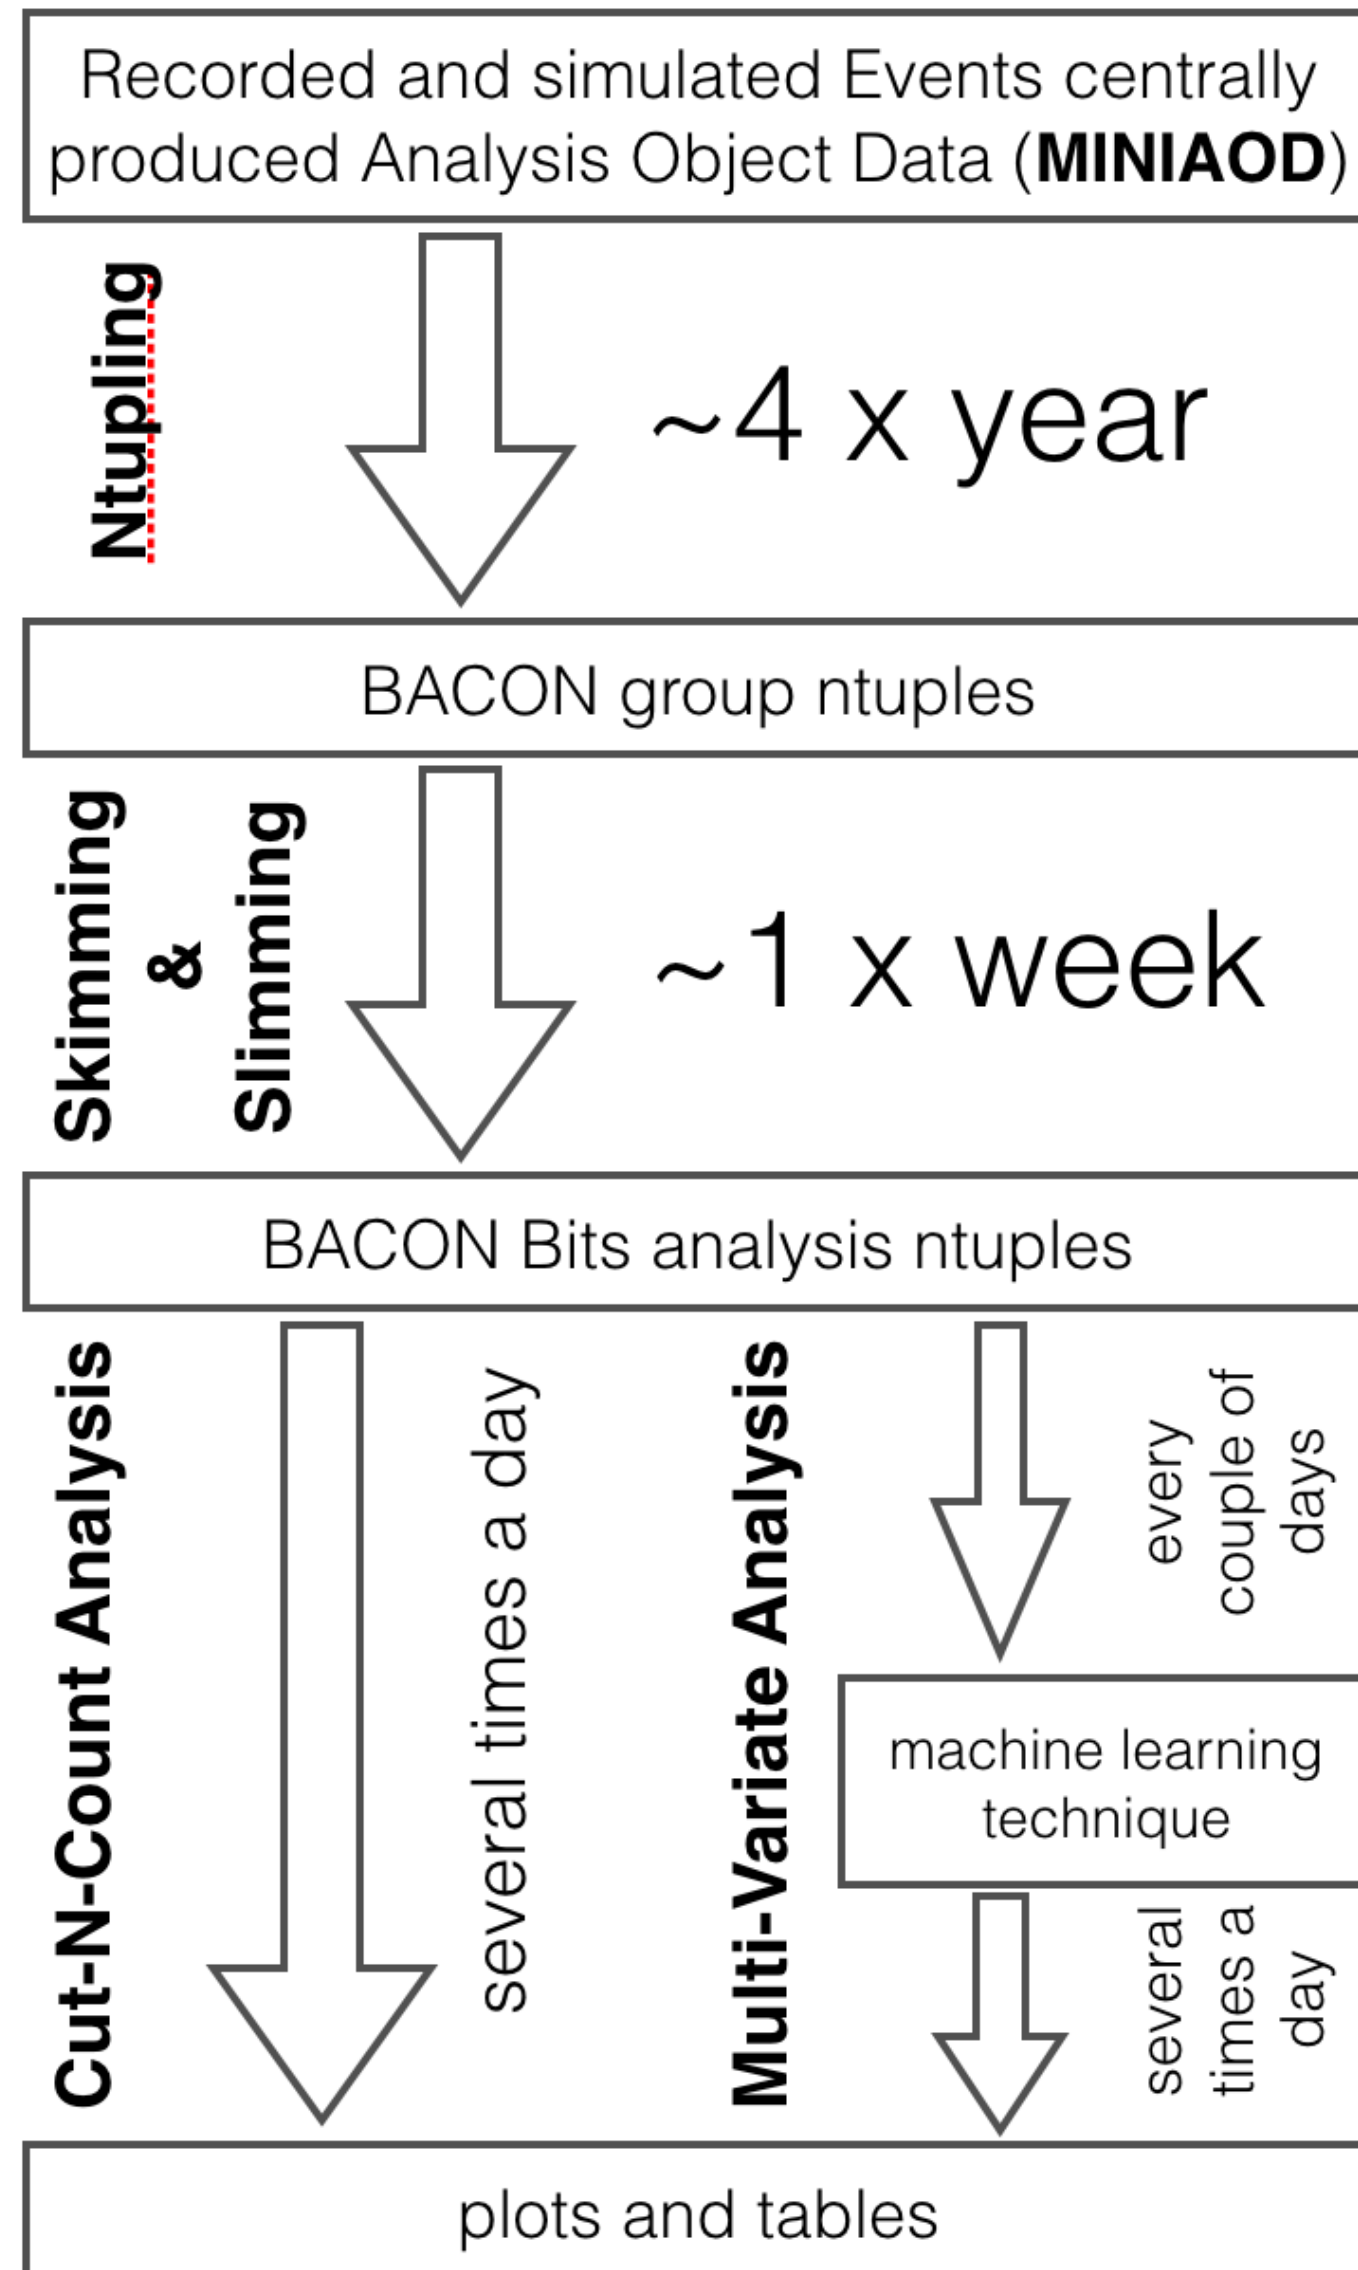 Recorded and simulated Events centrally
produced Analysis Object Data (MINIAOD)
Ntupling
~4 x year
BACON group ntuples
Skimming
&
Slimming
~1 x week
BACON Bits analysis ntuples
Cut-N-Count Analysis
several times a day
Multi-Variate Analysis
every
couple of
days
machine learning
technique
several
times a
day
plots and tables